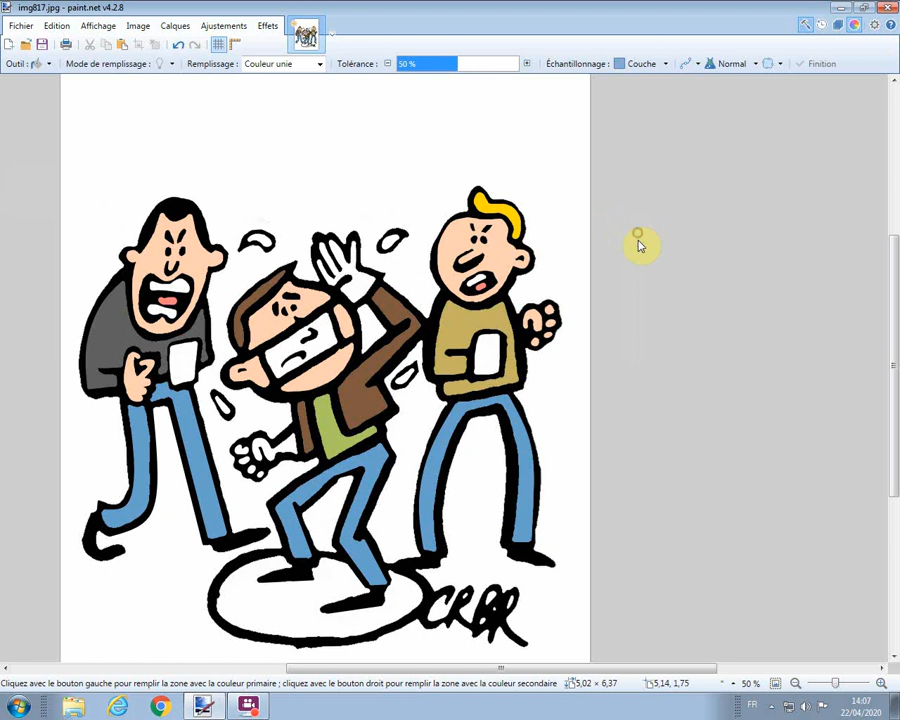 img817.jpg - paint.net v4.2.8
Fichier Edition Affichage Image Calques Ajustements Effets
Outil : Mode de remplissage : Remplissage : Couleur unie Tolérance : 50 % Échantillonnage : Couche Normal Finition
CRBR
Cliquez avec le bouton gauche pour remplir la zone avec la couleur primaire ; cliquez avec le bouton droit pour remplir la zone avec la couleur secondaire 5,02 × 6,37 5,14, 1,75 " 50 %
FR 14:07
22/04/2020